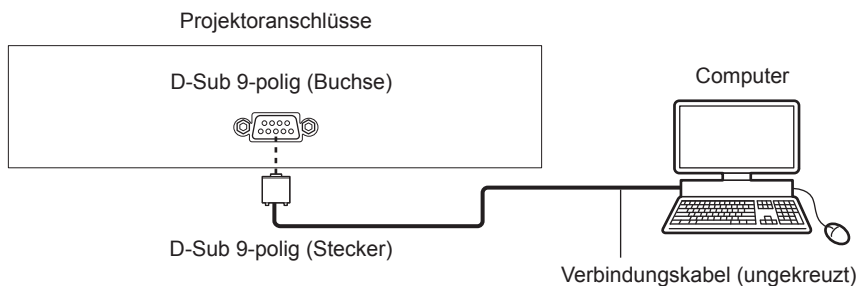 Projektoranschlüsse
D-Sub 9-polig (Buchse)
Computer
D-Sub 9-polig (Stecker)
Verbindungskabel (ungekreuzt)